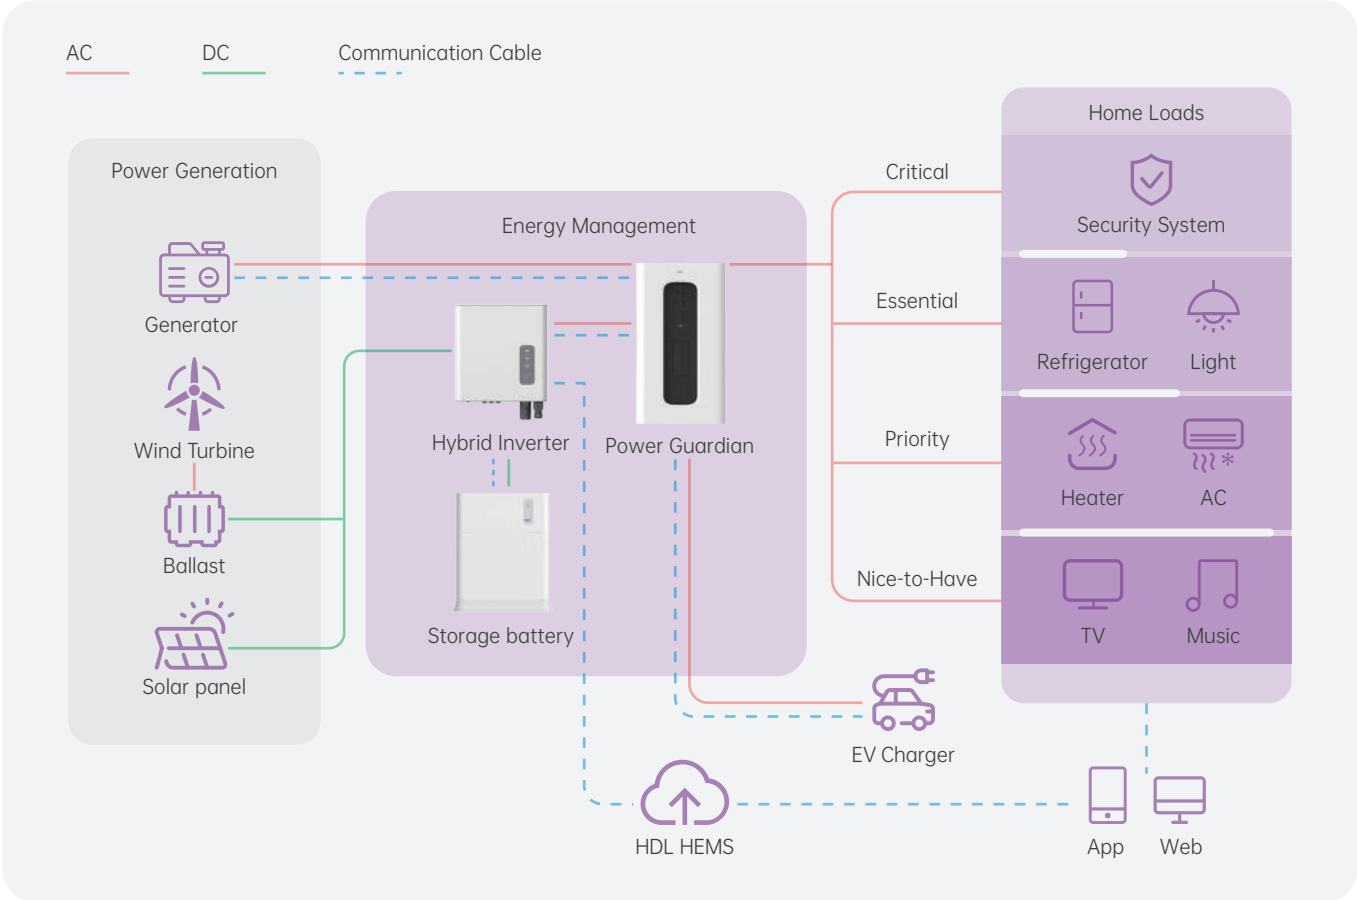 AC
DC
Communication Cable
Power Generation
Generator
Wind Turbine
Ballast
Solar panel
Energy Management
Hybrid Inverter
Power Guardian
Storage battery
Critical
Essential
Priority
Nice-to-Have
Home Loads
Security System
Refrigerator
Light
Heater
AC
TV
Music
EV Charger
HDL HEMS
App
Web